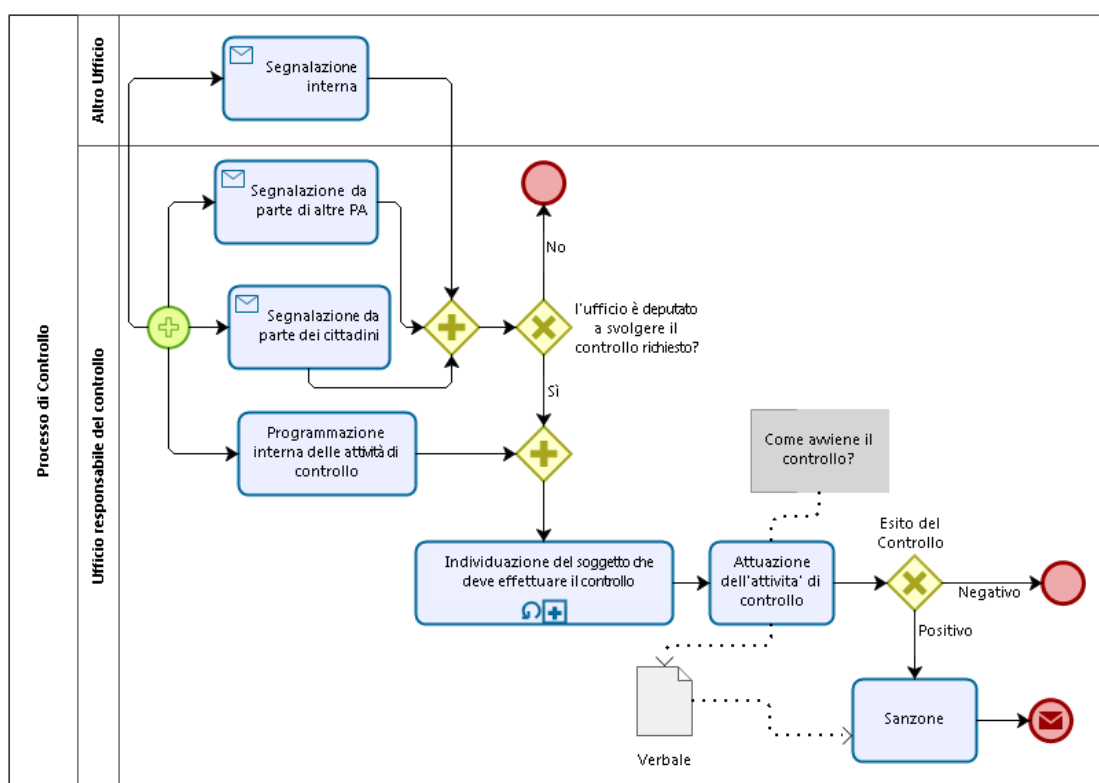 Processo di Controllo
Altro Ufficio
Segnalazione
interna
Ufficio responsabile del controllo
Segnalazione da
parte di altre PA
No
Segnalazione da
parte dei cittadini
l'ufficio è deputato
a svolgere il
controllo richiesto?
Sì
Programmazione
interna delle attività di
controllo
Come avviene il
controllo?
Individuazione del soggetto che
deve effettuare il controllo
Attuazione
dell'attivita' di
controllo
Esito del
Controllo
Negativo
Positivo
Sanzone
Verbale